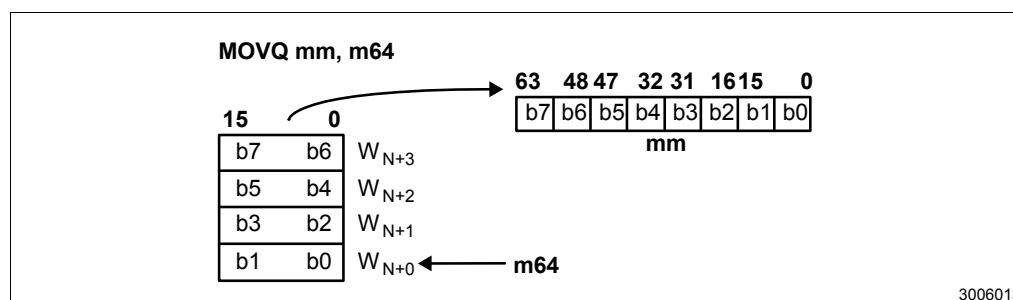 MOVQ mm, m64
63 48 47 32 31 16 15 0
b7 b6 b5 b4 b3 b2 b1 b0
mm
15 0
b7 b6 W N+3
b5 b4 W N+2
b3 b2 W N+1
b1 b0 W N+0 m64